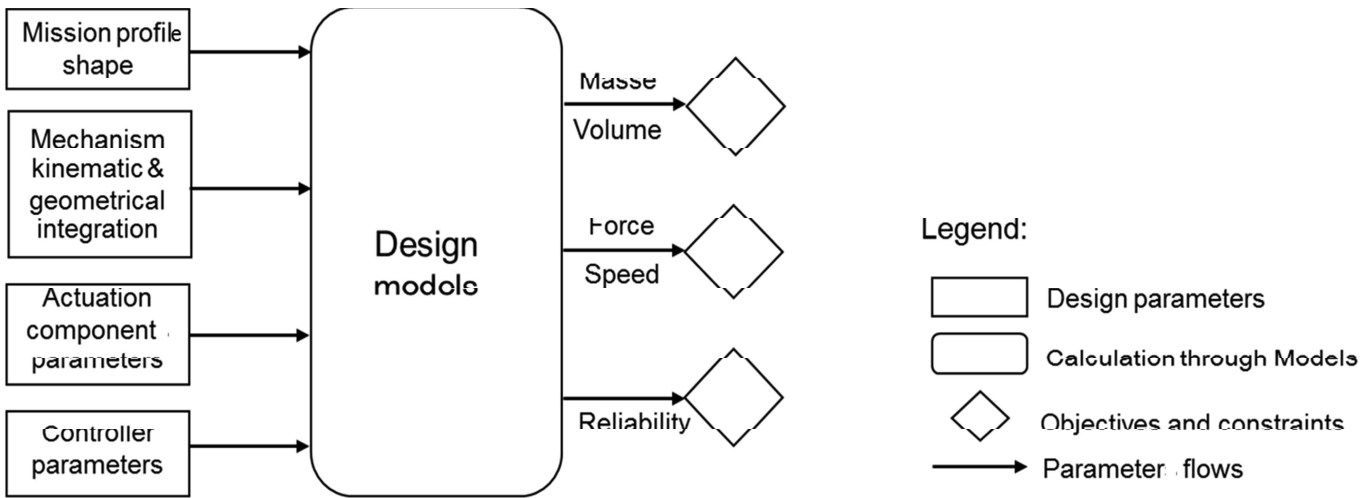 Mission profile
shape
Mechanism
kinematic &
geometrical
integration
Actuation
component
parameters
Controller
parameters
Design
models
Masse
Volume
Force
Speed
Reliability
Legend:
Design parameters
Calculation through Models
Objectives and constraints
Parameter flows